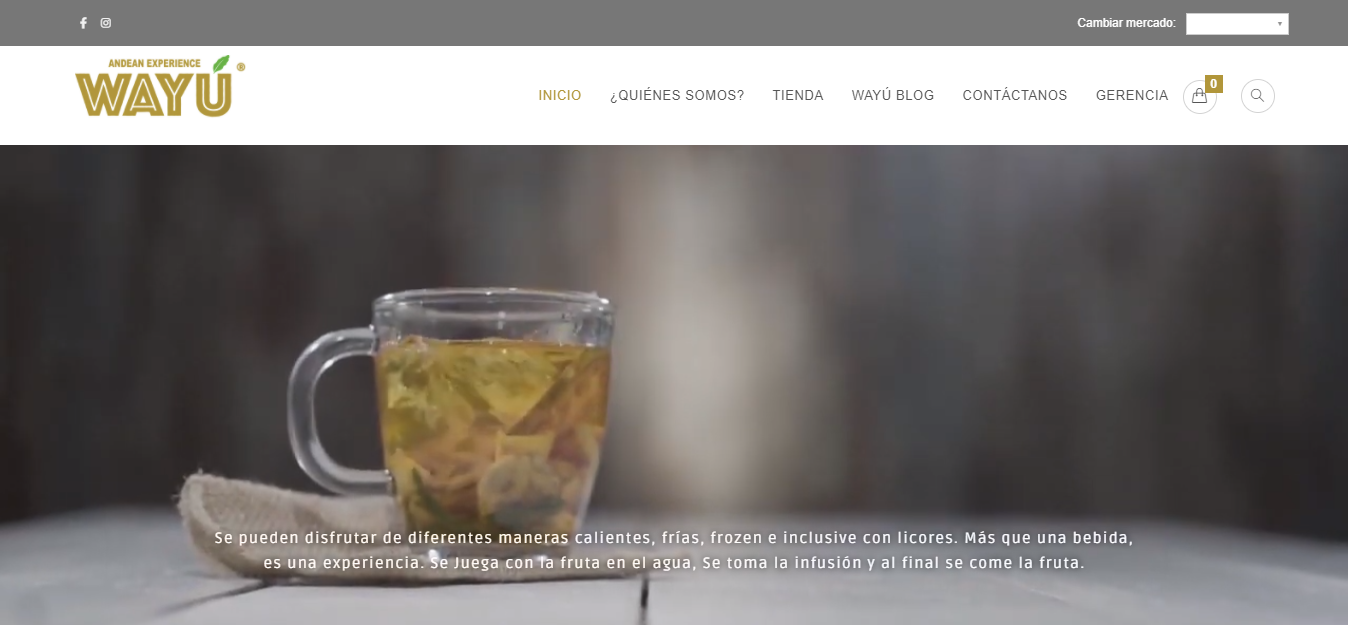 Cambiar mercado:
ANDEAN EXPERIENCE
WAYÚ ®
INICIO ¿QUIÉNES SOMOS? TIENDA WAYÚ BLOG CONTÁCTANOS GERENCIA 0
Se pueden disfrutar de diferentes maneras calientes, frías, frozen e inclusive con licores. Más que una bebida,
es una experiencia. Se Juega con la fruta en el agua, Se toma la infusión y al final se come la fruta.